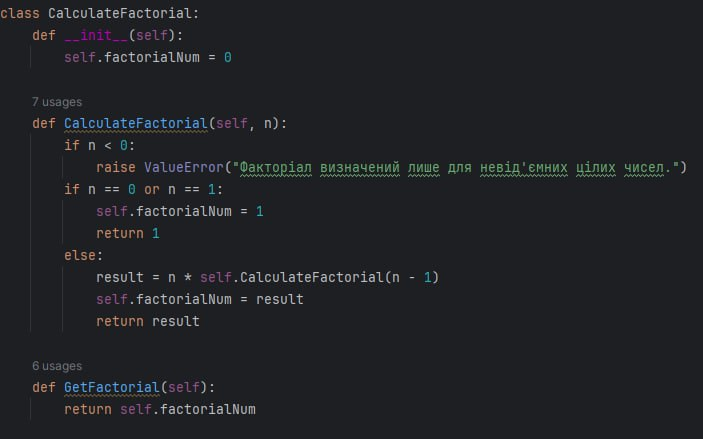 class CalculateFactorial:
    def __init__(self):
        self.factorialNum = 0
    7 usages
    def CalculateFactorial(self, n):
        if n < 0:
            raise ValueError("Факторіал визначений лише для невід'ємних цілих чисел.")
        if n == 0 or n == 1:
            self.factorialNum = 1
            return 1
        else:
            result = n * self.CalculateFactorial(n - 1)
            self.factorialNum = result
            return result
    6 usages
    def GetFactorial(self):
        return self.factorialNum